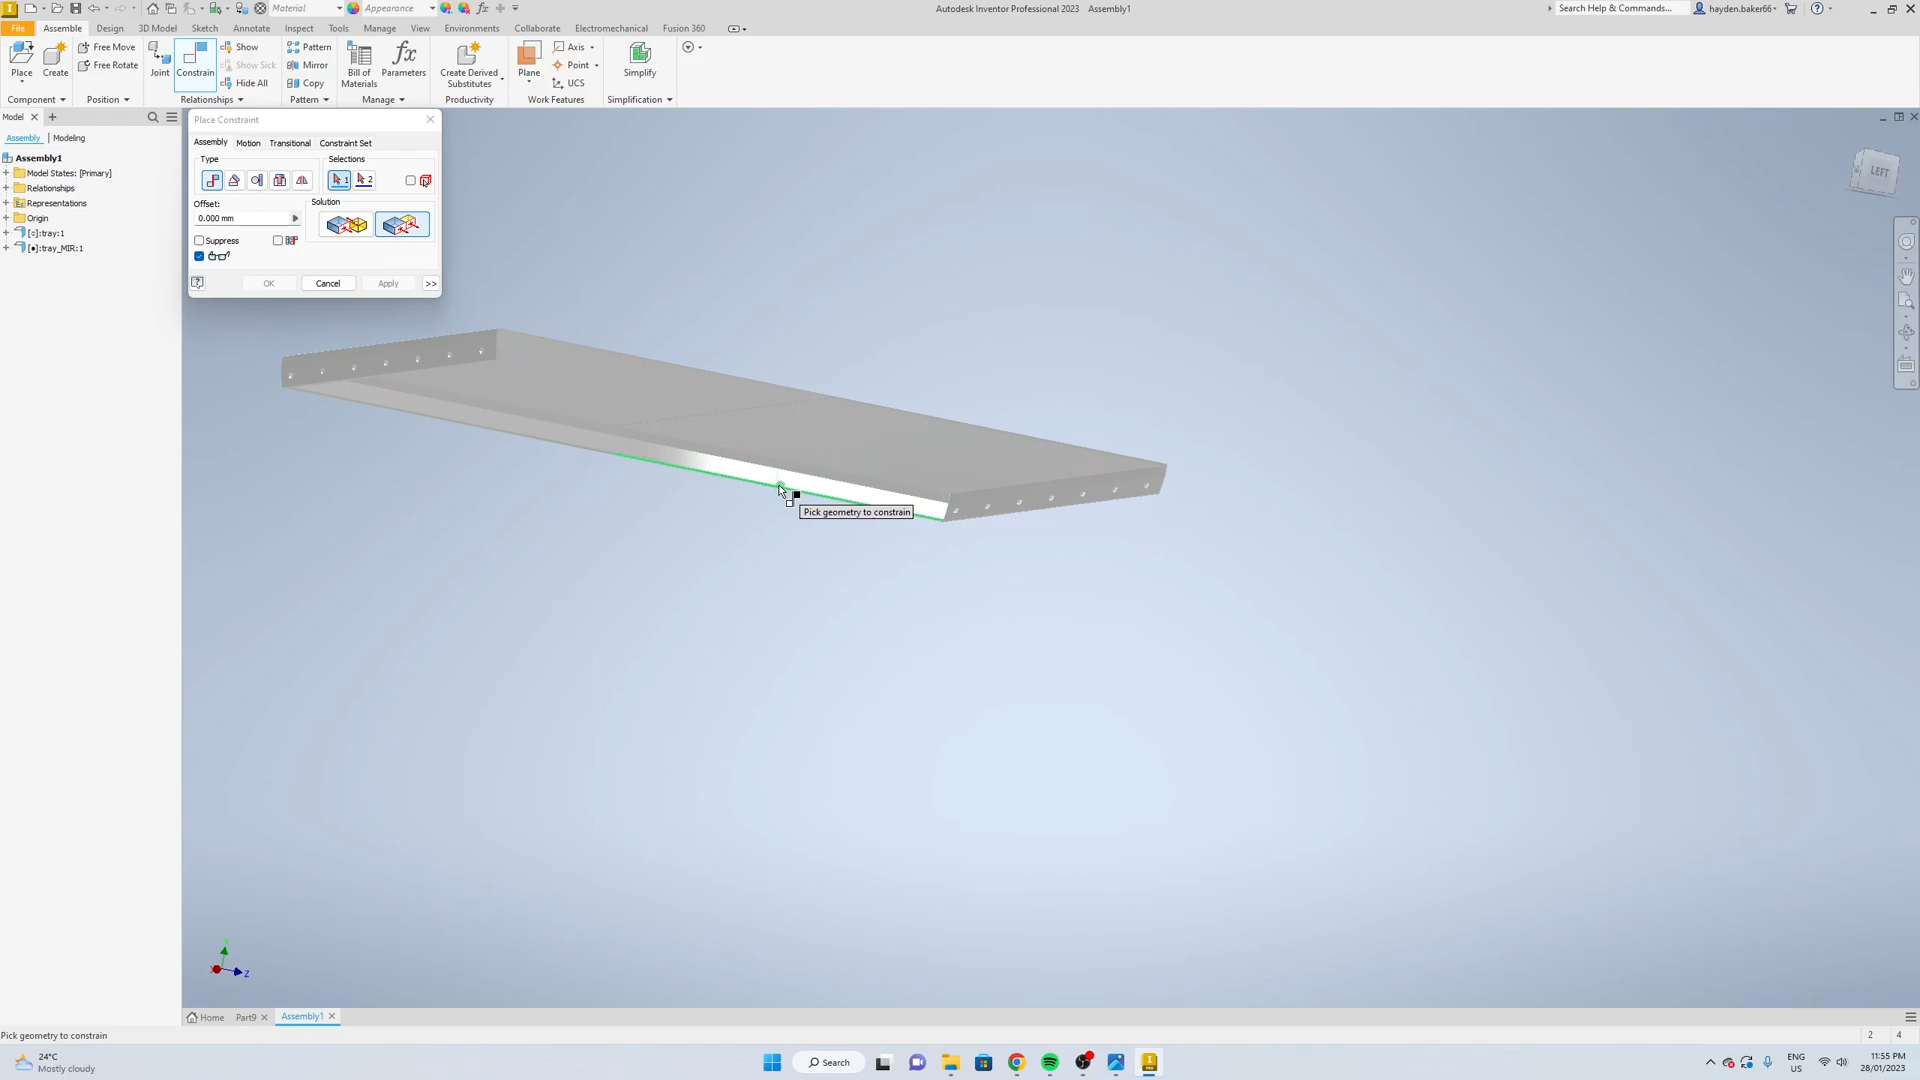 Material Appearance Autodesk Inventor Professional 2023 Assembly1 Search Help & Commands... hayden.baker66
File Assemble Design 3D Model Sketch Annotate Inspect Tools Manage View Environments Collaborate Electromechanical Fusion 360
Place Create Free Move Joint Constrain Show Pattern Bill of Materials Parameters Create Derived Substitutes Plane Axis Simplify
Free Rotate Show Sick Mirror Point
Hide All Copy UCS
Component Position Relationships Pattern Manage Productivity Work Features Simplification
Model
Assembly Modeling
Assembly1
Model States: [Primary]
Relationships
Representations
Origin
[○]:tray:1
[●]:tray_MIR:1
Place Constraint
Assembly Motion Transitional Constraint Set
Type Selections
1 2
Offset: Solution
0.000 mm
Suppress
OK Cancel Apply >>
LEFT
Pick geometry to constrain
Z
Home Part9 Assembly1
Pick geometry to constrain 2 4
24°C
Mostly cloudy
Search
ENG
US
11:55 PM
28/01/2023